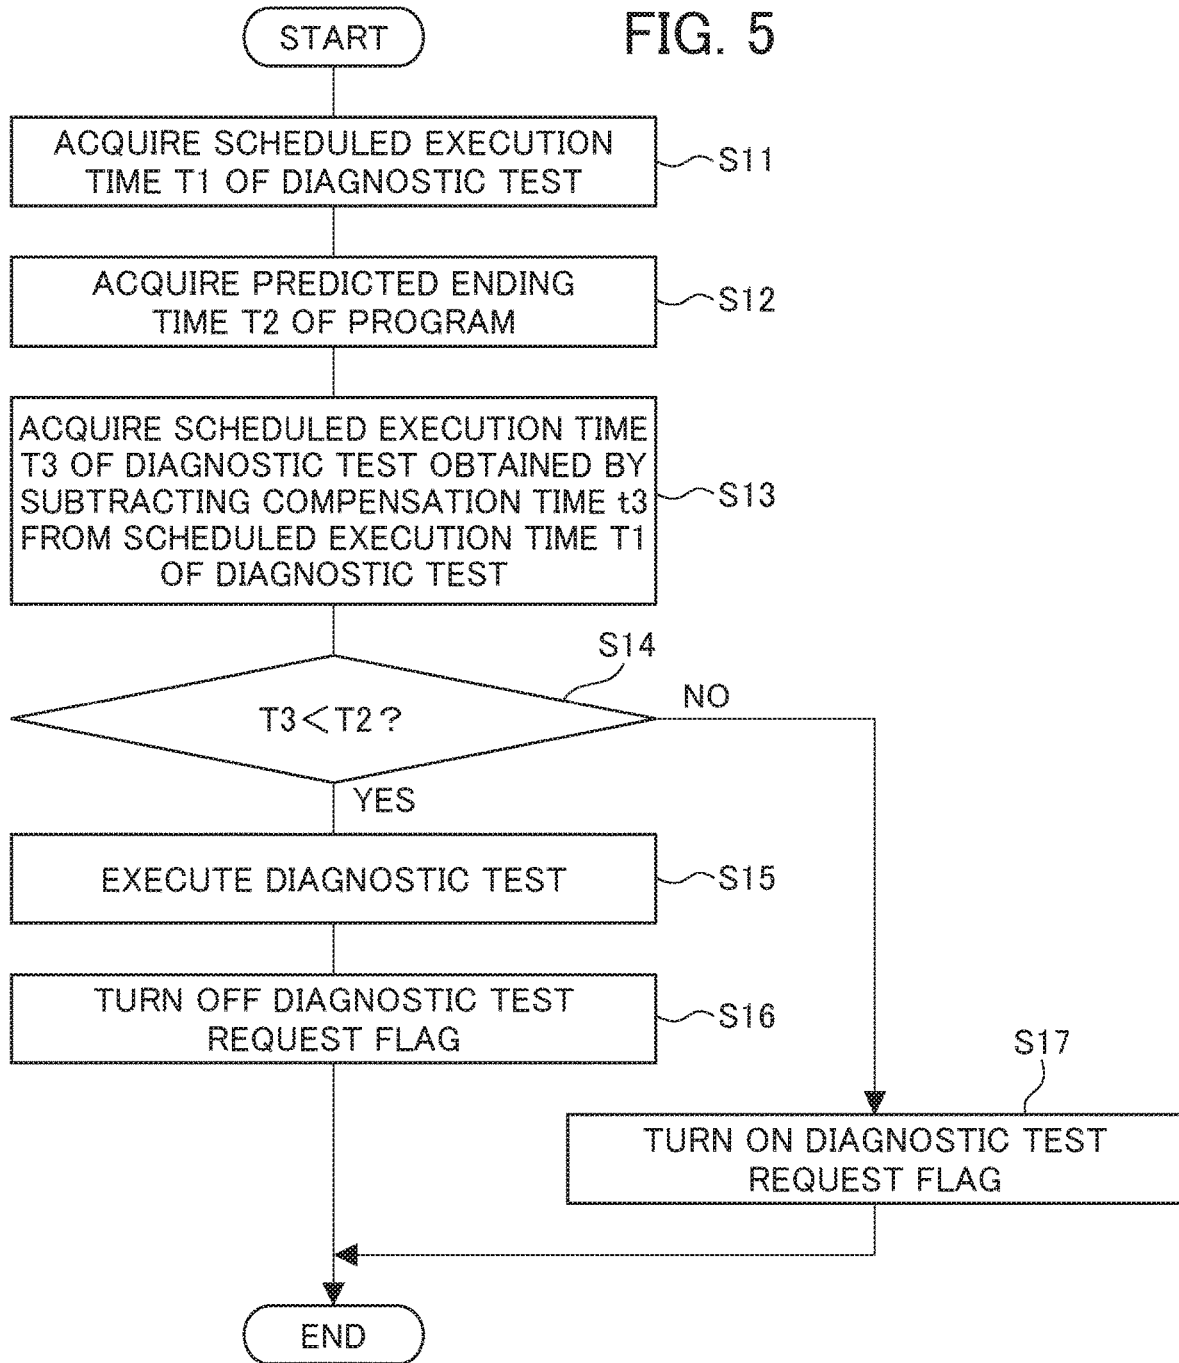 FIG. 5
START
ACQUIRE SCHEDULED EXECUTION
TIME T1 OF DIAGNOSTIC TEST
S11
ACQUIRE PREDICTED ENDING
TIME T2 OF PROGRAM
S12
ACQUIRE SCHEDULED EXECUTION TIME
T3 OF DIAGNOSTIC TEST OBTAINED BY
SUBTRACTING COMPENSATION TIME t3
FROM SCHEDULED EXECUTION TIME T1
OF DIAGNOSTIC TEST
S13
S14
T3<T2?
NO
YES
EXECUTE DIAGNOSTIC TEST
S15
TURN OFF DIAGNOSTIC TEST
REQUEST FLAG
S16
S17
TURN ON DIAGNOSTIC TEST
REQUEST FLAG
END